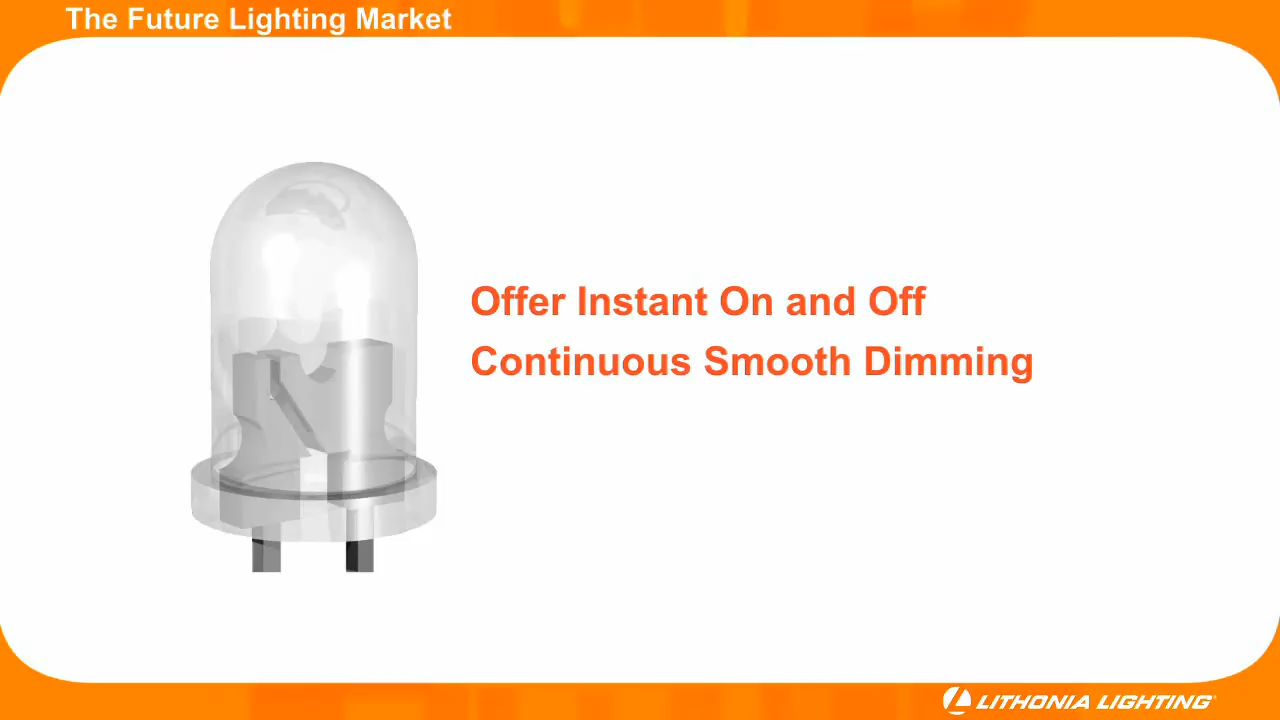 The Future Lighting Market
Offer Instant On and Off
Continuous Smooth Dimming
LITHONIA LIGHTING®